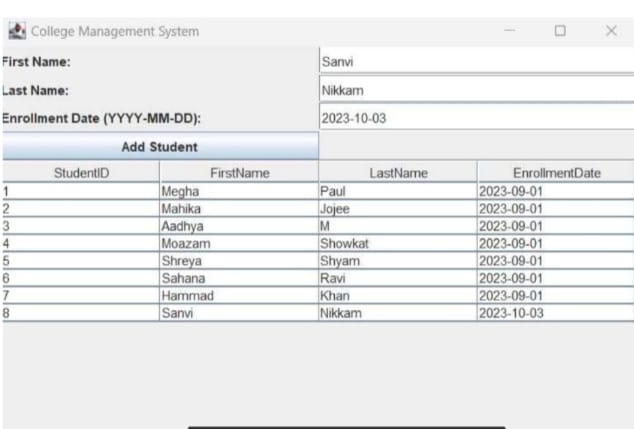 College Management System
First Name: Sanvi
Last Name: Nikkam
Enrollment Date (YYYY-MM-DD): 2023-10-03
Add Student
StudentID FirstName LastName EnrollmentDate
1 Megha Paul 2023-09-01
2 Mahika Jojee 2023-09-01
3 Aadhya M 2023-09-01
4 Moazam Showkat 2023-09-01
5 Shreya Shyam 2023-09-01
6 Sahana Ravi 2023-09-01
7 Hammad Khan 2023-09-01
8 Sanvi Nikkam 2023-10-03